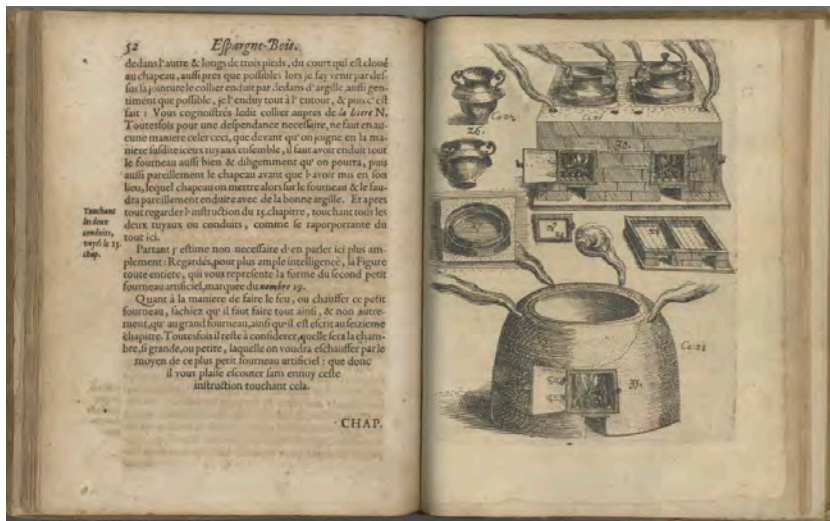 52 Eſpargne-Bois.
dedans l'autre & longs de trois pieds, du court qui eſt cloué
au chapeau, auſſi pres que poſſible: lors je fay venir par deſ-
ſus la jointure le collier enduit par dedans d'argille, auſſi gen-
timent que poſſible, je l'enduy tout à l'entour, & puis c'eſt
fait : Vous cognoiſtrés ledit collier aupres de la litere N.
Toutesfois pour une deſpendance neceſſaire, ne faut en au-
cune maniere celer ceci, que devant qu'on joigne en la ma-
niere ſuſdite iceux tuyaux enſemble, il faut avoir enduit tout
le fourneau auſſi bien & diligemment qu'on pourra, puis
auſſi pareillement le chapeau avant que l'avoir mis en ſon
lieu, lequel chapeau on mettre alors ſur le fourneau & le fau-
dra pareillement enduire avec de la bonne argille. Et apres
tout regarder l'inſtruction du 15. chapitre, touchant tous les
deux tuyaux ou conduits, comme ſe raporportante du
tout ici.
Touchant
les deux
conduits,
voyés le 15.
chap.
Partant j'eſtime non neceſſaire d'en parler ici plus am-
plement : Regardés, pour plus ample intelligence, la Figure
toute entiere, qui vous repreſente la forme du ſecond petit
fourneau artificiel, marquee du nombre 19.
Quant à la maniere de faire le feu, ou chauffer ce petit
fourneau, ſachiez qu'il faut faire tout ainſi, & non autre-
ment, qu'au grand fourneau, ainſi qu'il eſt eſcrit au ſeizieme
chapitre. Toutesfois il reſte à conſiderer, quelle ſera la cham-
bre, ſi grande, ou petite, laquelle on voudra eſchauffer par le
moyen de ce plus petit fourneau artificiel : que donc
il vous plaiſe eſcouter ſans ennuy ceſte
inſtruction touchant cela.
CHAP.
26.
30.
33.